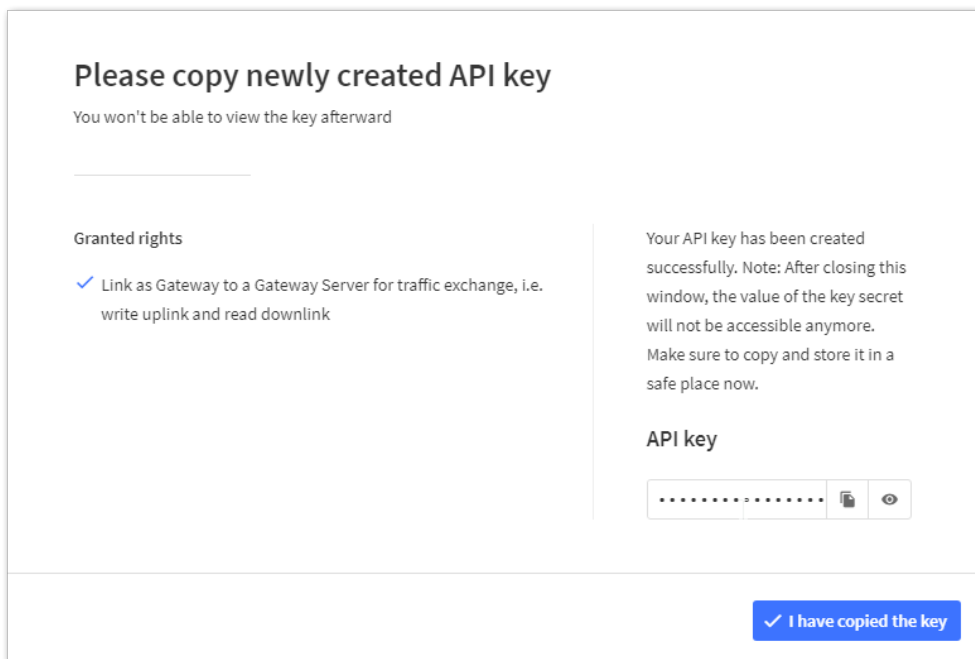 Please copy newly created API key
You won't be able to view the key afterward
Granted rights
Link as Gateway to a Gateway Server for traffic exchange, i.e.
write uplink and read downlink
Your API key has been created
successfully. Note: After closing this
window, the value of the key secret
will not be accessible anymore.
Make sure to copy and store it in a
safe place now.
API key
I have copied the key